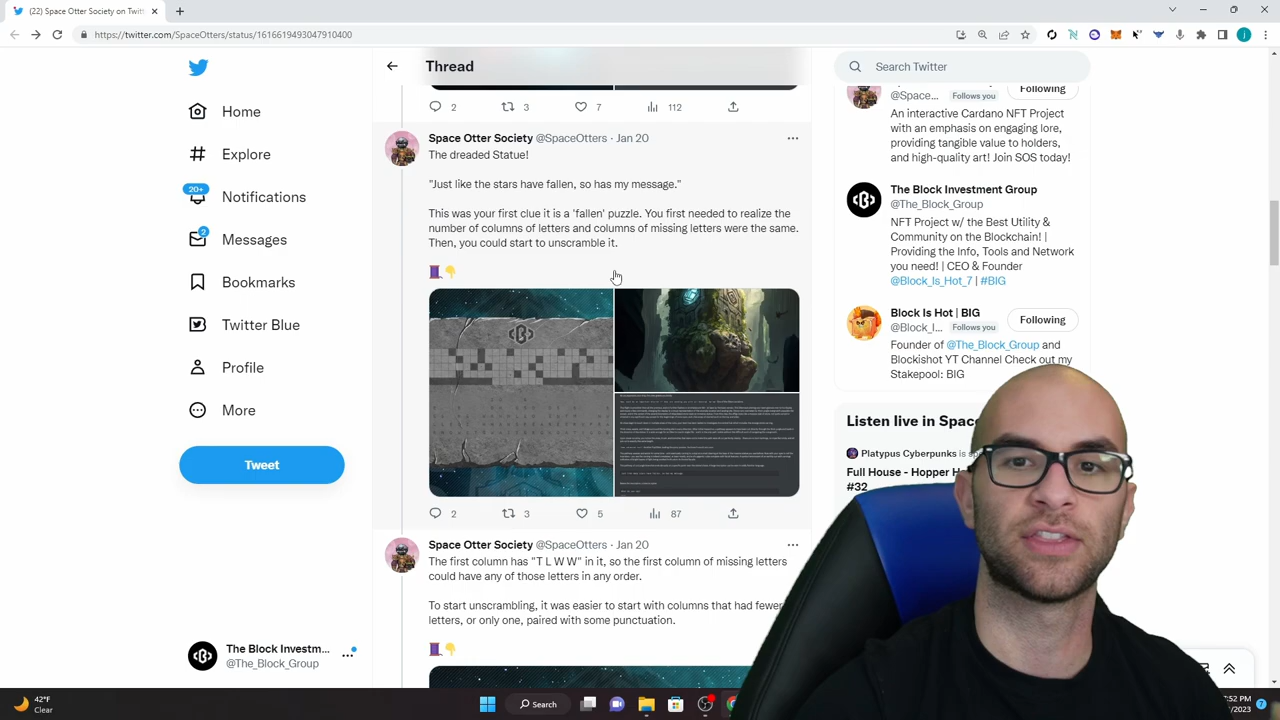 (22) Space Otter Society on Twitt
https://twitter.com/SpaceOtters/status/1616619493047910400
j
Home
Explore
20+
Notifications
2
Messages
Bookmarks
Twitter Blue
Profile
More
Tweet
The Block Investm...
@The_Block_Group
Thread
2 3 7 112
Space Otter Society @SpaceOtters · Jan 20
The dreaded Statue!
"Just like the stars have fallen, so has my message."
This was your first clue it is a 'fallen' puzzle. You first needed to realize the
number of columns of letters and columns of missing letters were the same.
Then, you could start to unscramble it.
2 3 5 87
Space Otter Society @SpaceOtters · Jan 20
The first column has "T L W W" in it, so the first column of missing letters
could have any of those letters in any order.
To start unscrambling, it was easier to start with columns that had fewer
letters, or only one, paired with some punctuation.
Search Twitter
@Space... Follows you
Following
An interactive Cardano NFT Project
with an emphasis on engaging lore,
providing tangible value to holders,
and high-quality art! Join SOS today!
The Block Investment Group
@The_Block_Group
NFT Project w/ the Best Utility &
Community on the Blockchain! |
Providing the Info, Tools and Network
you need! | CEO & Founder
@Block_Is_Hot_7 | #BIG
Block Is Hot | BIG
@Block_I... Follows you
Following
Founder of @The_Block_Group and
Blockishot YT Channel Check out my
Stakepool: BIG
Listen live in Space
Platypus Cyberpunks is
Full House - Hopper H
#32
42°F
Clear
Search
:52 PM
/2023
7